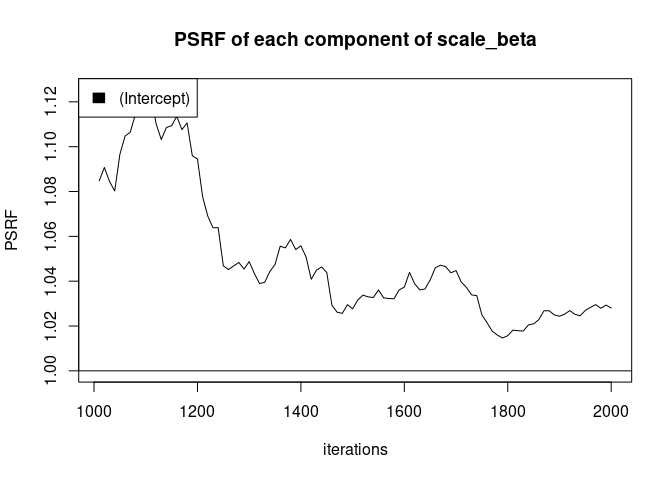 PSRF of each component of scale_beta
(Intercept)
PSRF
1.12
1.10
1.08
1.06
1.04
1.02
1.00
1000 1200 1400 1600 1800 2000
iterations